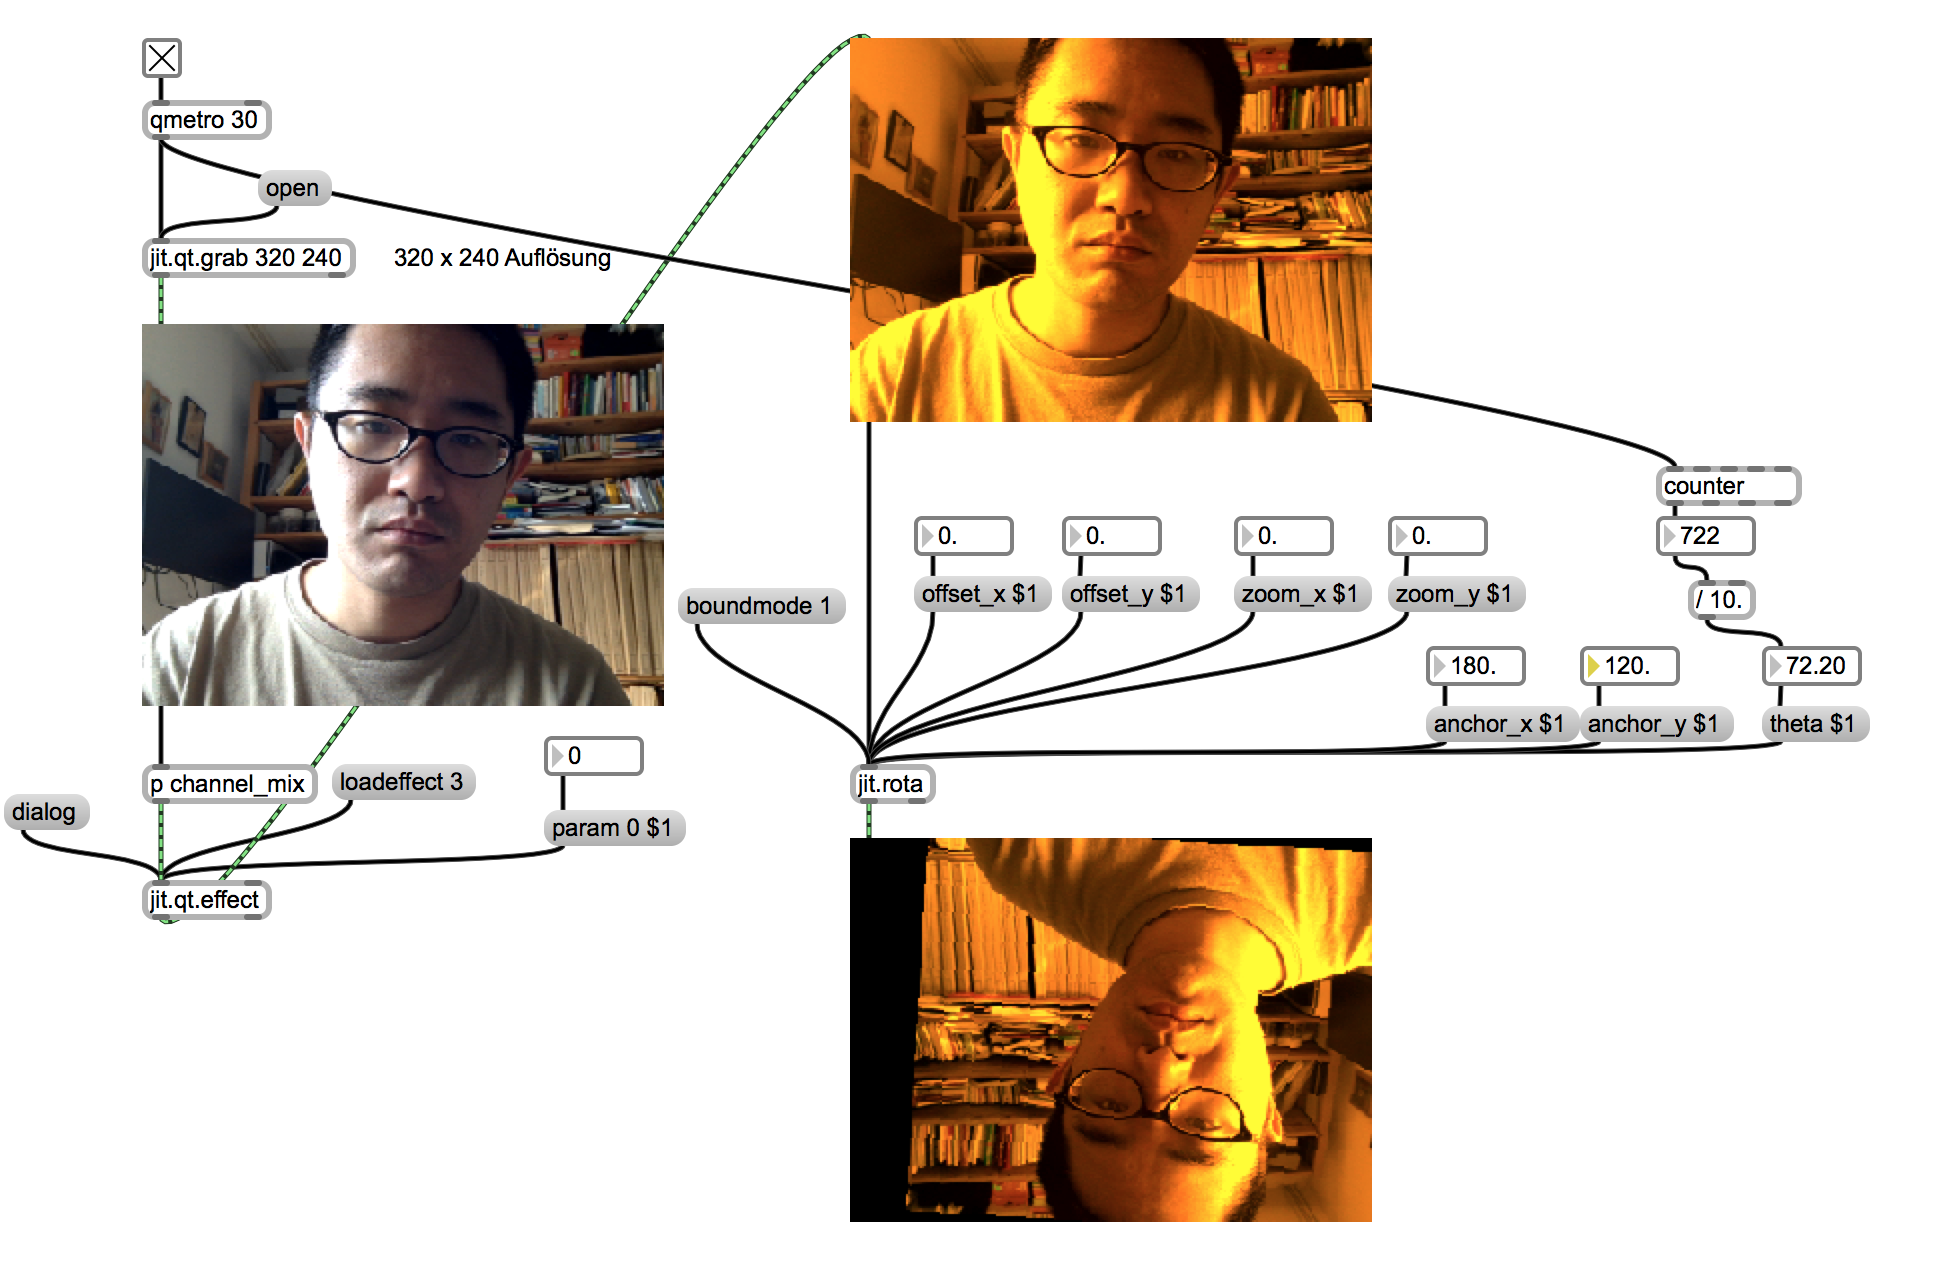 qmetro 30
open
jit.qt.grab 320 240
320 x 240 Auflösung
counter
0.
0.
0.
0.
722
boundmode 1
offset_x $1
offset_y $1
zoom_x $1
zoom_y $1
/ 10.
180.
120.
72.20
anchor_x $1
anchor_y $1
theta $1
0
p channel_mix
loadeffect 3
jit.rota
dialog
param 0 $1
jit.qt.effect